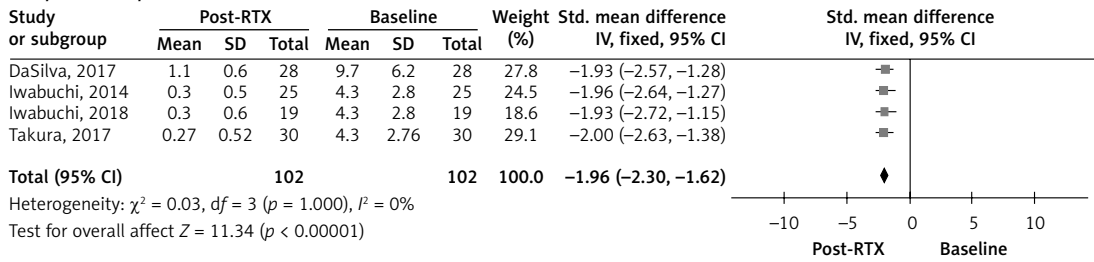 Study Post-RTX Baseline Weight Std. mean difference Std. mean difference
or subgroup Mean SD Total Mean SD Total (%) IV, fixed, 95% CI IV, fixed, 95% CI
DaSilva, 2017 1.1 0.6 28 9.7 6.2 28 27.8 –1.93 (–2.57, –1.28)
Iwabuchi, 2014 0.3 0.5 25 4.3 2.8 25 24.5 –1.96 (–2.64, –1.27)
Iwabuchi, 2018 0.3 0.6 19 4.3 2.8 19 18.6 –1.93 (–2.72, –1.15)
Takura, 2017 0.27 0.52 30 4.3 2.76 30 29.1 –2.00 (–2.63, –1.38)
Total (95% CI) 102 102 100.0 –1.96 (–2.30, –1.62)
Heterogeneity: χ² = 0.03, df = 3 (p = 1.000), I² = 0%
Test for overall affect Z = 11.34 (p < 0.00001)
–10 –5 0 5 10
Post-RTX Baseline